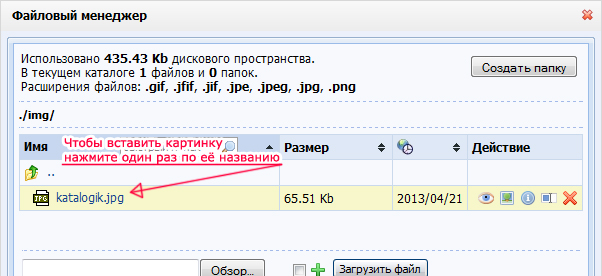 Файловый менеджер
Использовано 435.43 Kb дискового пространства.
В текущем каталоге 1 файлов и 0 папок.
Расширения файлов: .gif, .jfif, .jif, .jpe, .jpeg, .jpg, .png
Создать папку
./img/
Имя Размер Действие
Чтобы вставить картинку
нажмите один раз по её названию
..
katalogik.jpg 65.51 Kb 2013/04/21
Обзор... Загрузить файл